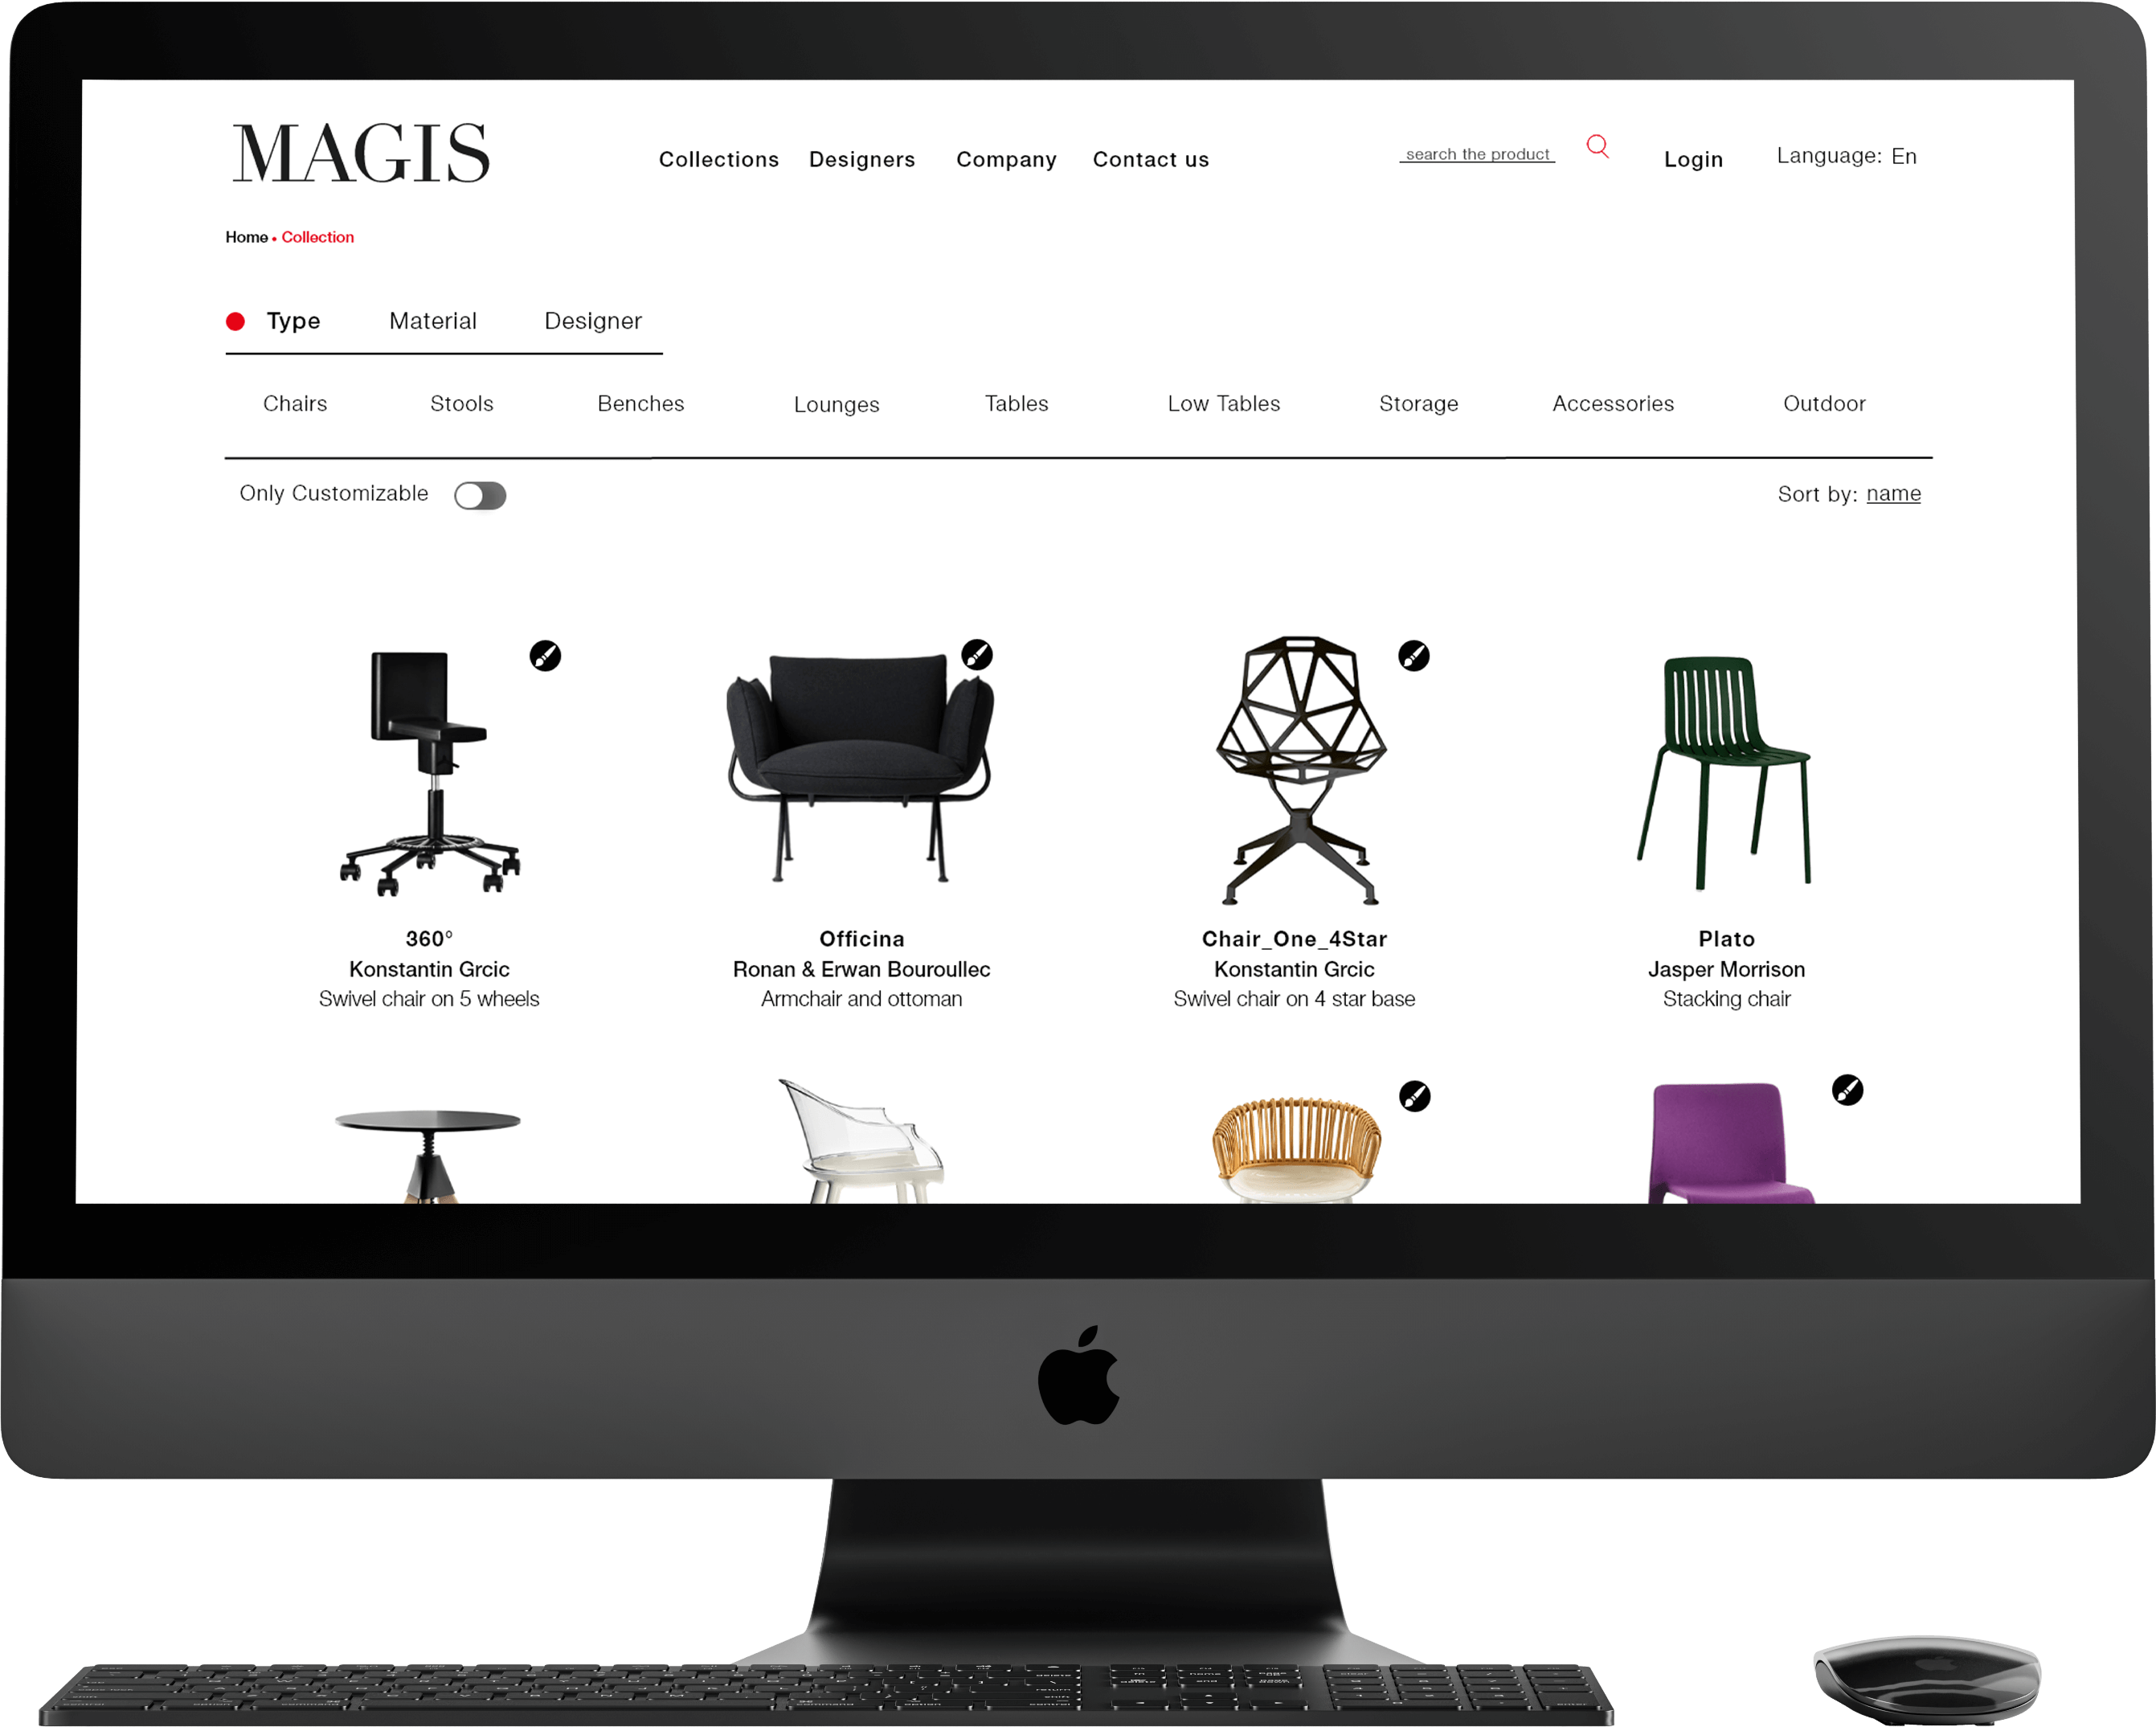 MAGIS
Collections Designers Company Contact us
search the product
Login
Language: En
Home • Collection
Type Material Designer
Chairs Stools Benches Lounges Tables Low Tables Storage Accessories Outdoor
Only Customizable
Sort by: name
360°
Konstantin Grcic
Swivel chair on 5 wheels
Officina
Ronan & Erwan Bouroullec
Armchair and ottoman
Chair_One_4Star
Konstantin Grcic
Swivel chair on 4 star base
Plato
Jasper Morrison
Stacking chair